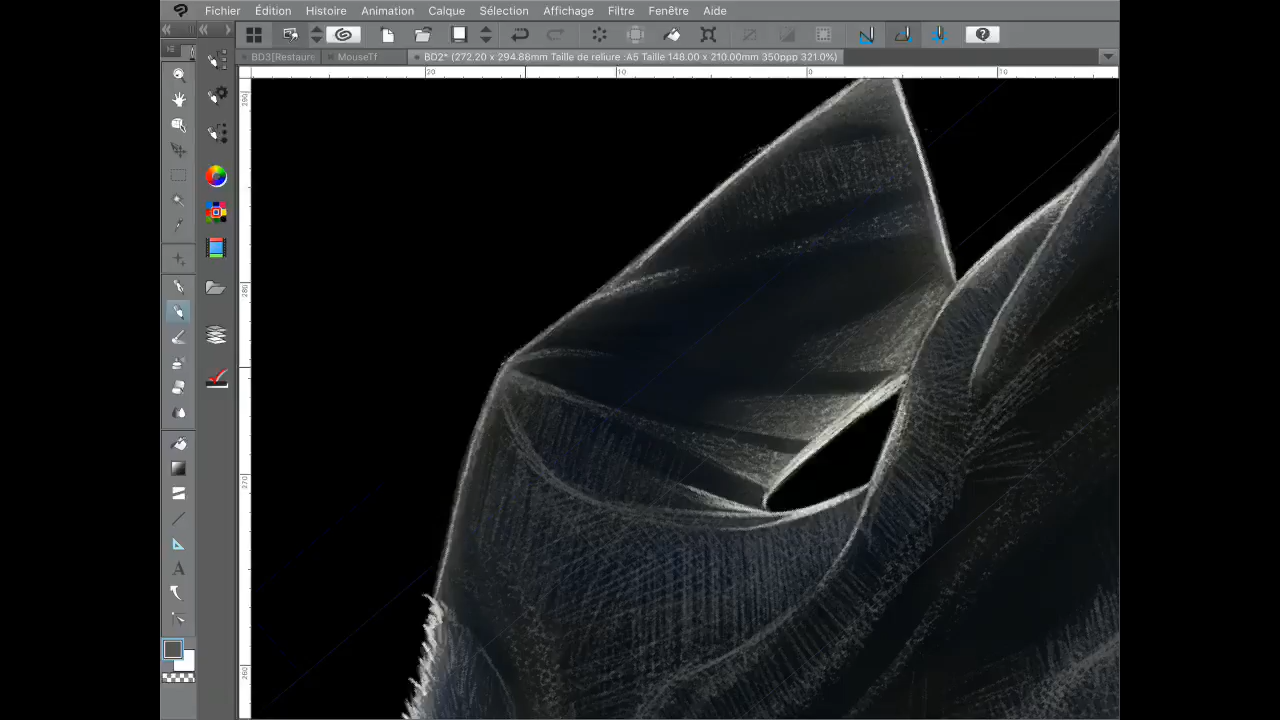 Fichier Édition Histoire Animation Calque Sélection Affichage Filtre Fenêtre Aide
BD3[Restaure MouseTf BD2* (272.20 x 294.88mm Taille de reliure :A5 Taille 148.00 x 210.00mm 350ppp 321.0%)
20 10 0 10
290
280
270
260